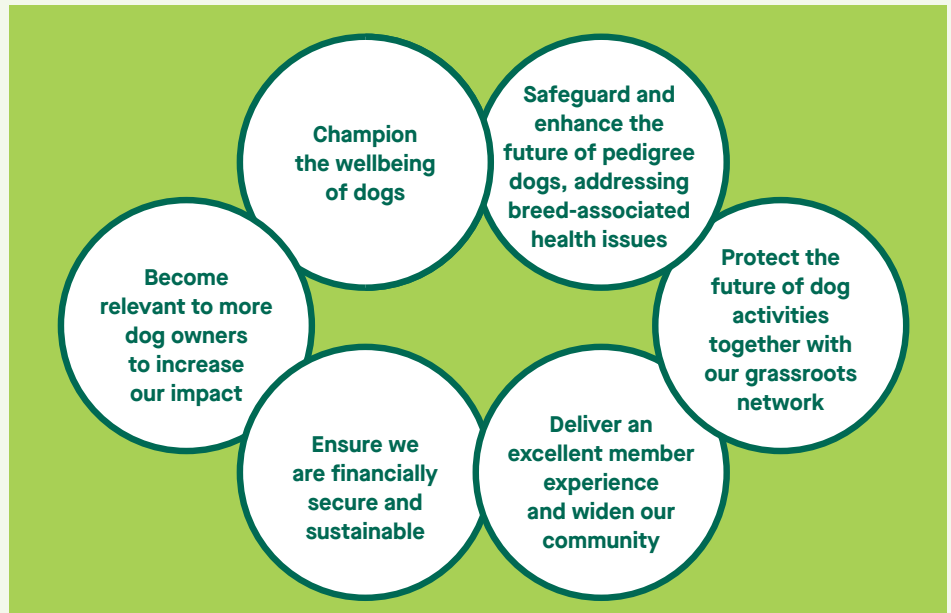 Champion
the wellbeing
of dogs
Safeguard and
enhance the
future of pedigree
dogs, addressing
breed-associated
health issues
Protect the
future of dog
activities
together with
our grassroots
network
Deliver an
excellent member
experience
and widen our
community
Ensure we
are financially
secure and
sustainable
Become
relevant to more
dog owners
to increase
our impact